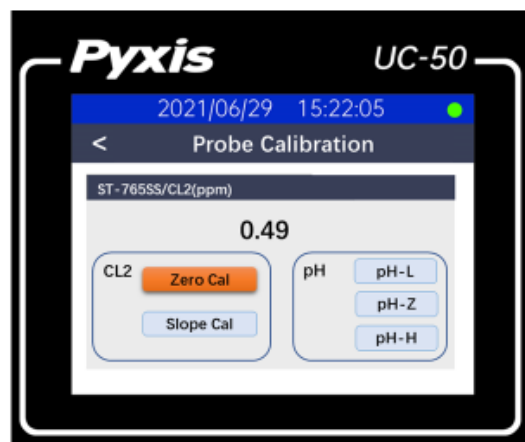 Pyxis UC-50
2021/06/29 15:22:05
< Probe Calibration
ST-765SS/CL2(ppm)
0.49
CL2
Zero Cal
Slope Cal
pH
pH-L
pH-Z
pH-H